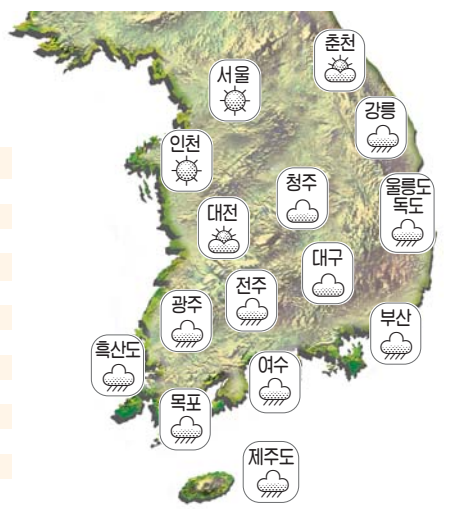 춘천
서울
강릉
인천
청주
울릉도
독도
대전
대구
전주
광주
부산
흑산도
여수
목포
제주도